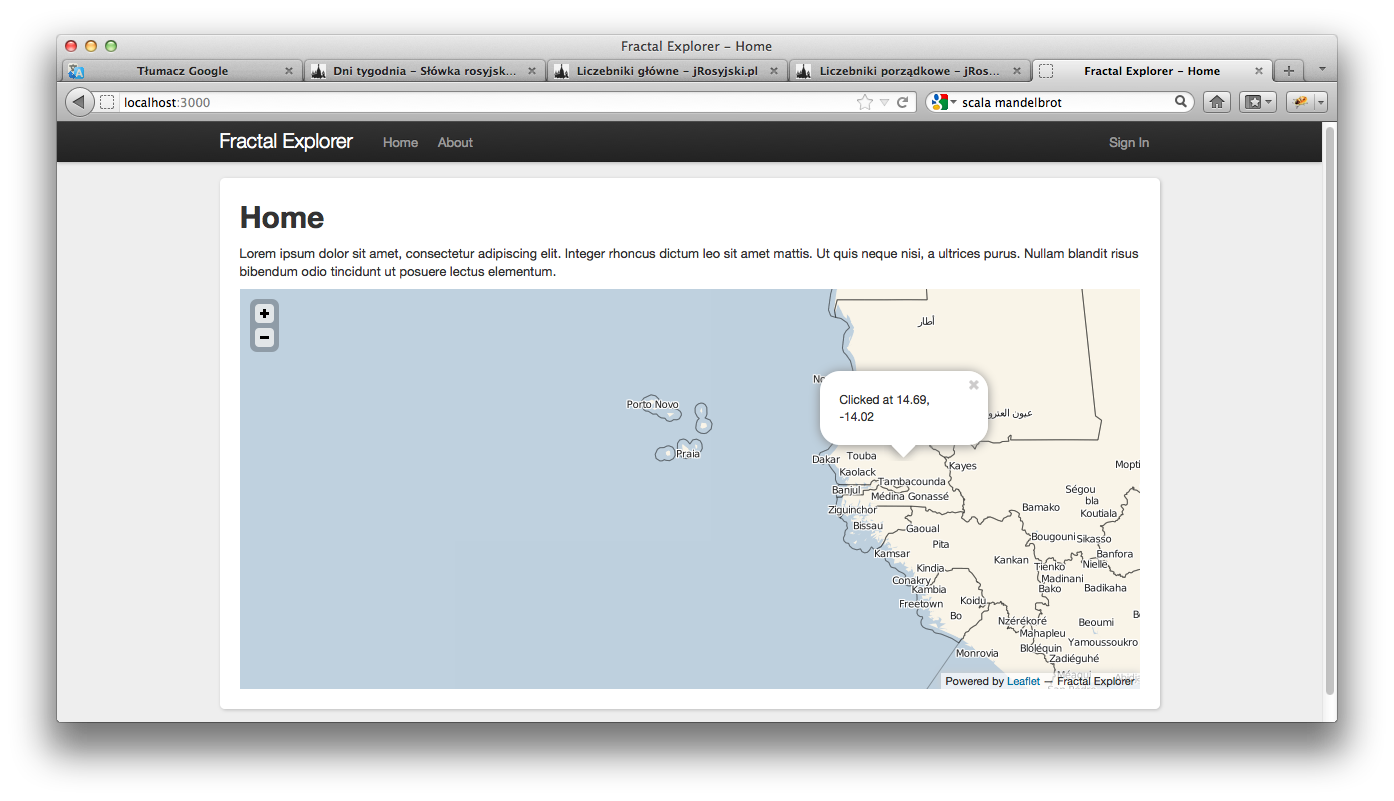 Fractal Explorer – Home
Tłumacz Google
Dni tygodnia – Słówka rosyjsk...
Liczebniki główne – jRosyjski.pl
Liczebniki porządkowe – jRos...
Fractal Explorer – Home
localhost:3000
scala mandelbrot
Fractal Explorer
Home
About
Sign In
Home
Lorem ipsum dolor sit amet, consectetur adipiscing elit. Integer rhoncus dictum leo sit amet mattis. Ut quis neque nisi, a ultrices purus. Nullam blandit risus
bibendum odio tincidunt ut posuere lectus elementum.
+
−
أطار
Clicked at 14.69,
-14.02
Porto Novo
Praia
Dakar
Touba
Kayes
Mopti
Kaolack
Tambacounda
Banjul
Médina Gonassé
Ségou
bla
Koutiala
Ziguinchor
Bamako
Bissau
Gaoual
Pita
Bougouni
Sikasso
Kamsar
Kankan
Banfora
Niellé
Kindia
Tienko
Conakry
Madinani
Kambia
Bako
Badikaha
Freetown
Koidu
Bo
Nzérékoré
Beoumi
Mahapleu
Yamoussoukro
Monrovia
Bloléquin
Zadiéguhé
Powered by Leaflet — Fractal Explorer